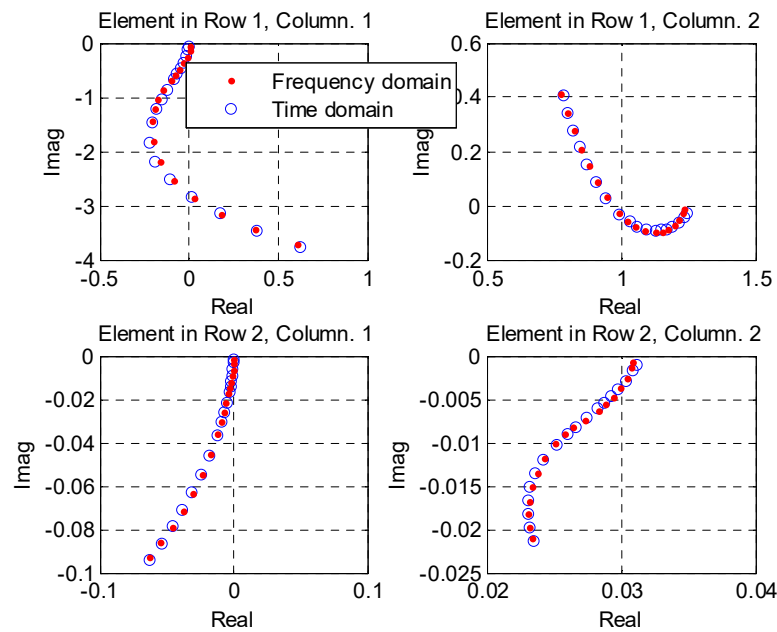 Element in Row 1, Column. 1
Element in Row 1, Column. 2
0
-1
-2
-3
-4
Imag
-0.5
0
0.5
1
Real
Frequency domain
Time domain
0.6
0.4
0.2
0
-0.2
Imag
0.5
1
1.5
Real
Element in Row 2, Column. 1
Element in Row 2, Column. 2
0
-0.02
-0.04
-0.06
-0.08
-0.1
Imag
-0.1
0
0.1
Real
0
-0.005
-0.01
-0.015
-0.02
-0.025
Imag
0.02
0.03
0.04
Real